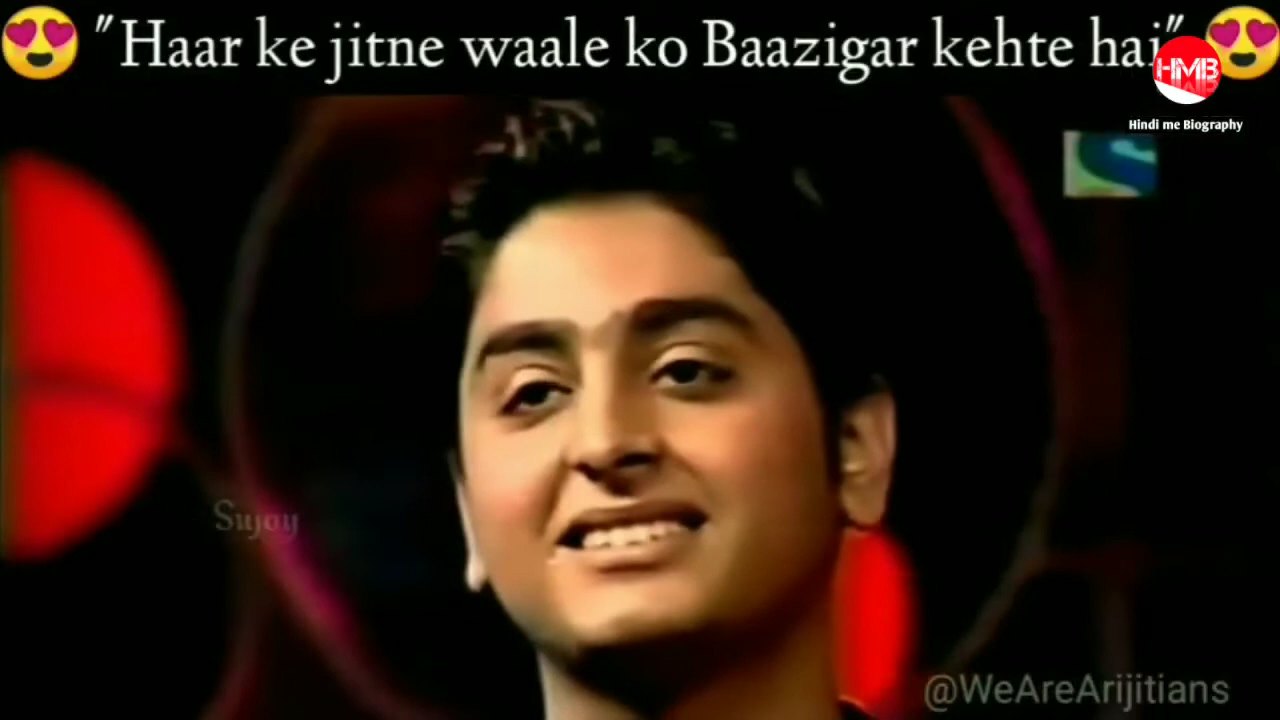 "Haar ke jitne waale ko Baazigar kehte hai"
HMB
Hindi me Biography
Sujoy
@WeAreArijitians